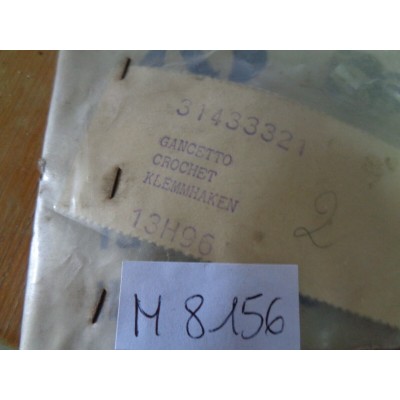 31433321
GANCETTO
CROCHET
KLEMMHAKEN
13H96
2
M 8156